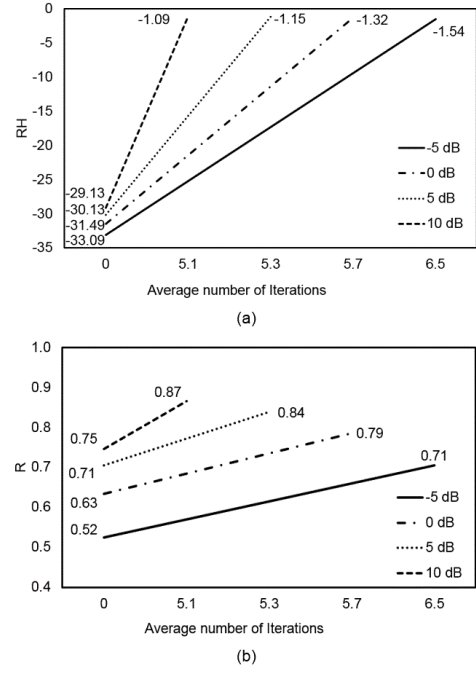 0
-5
-10
-15
-20
-25
-30
-35
RH
-1.09
-1.15
-1.32
-1.54
-29.13
-30.13
-31.49
-33.09
-5 dB
0 dB
5 dB
10 dB
0 5.1 5.3 5.7 6.5
Average number of Iterations
(a)
1.0
0.9
0.8
0.7
0.6
0.5
0.4
R
0.87
0.84
0.79
0.71
0.75
0.71
0.63
0.52
-5 dB
0 dB
5 dB
10 dB
0 5.1 5.3 5.7 6.5
Average number of Iterations
(b)